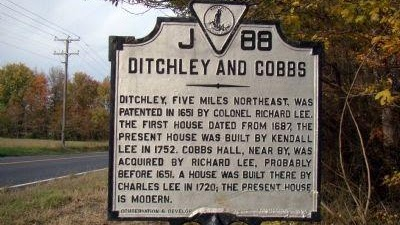 J 88
DITCHLEY AND COBBS
DITCHLEY, FIVE MILES NORTHEAST, WAS
PATENTED IN 1651 BY COLONEL RICHARD LEE.
THE FIRST HOUSE DATED FROM 1687, THE
PRESENT HOUSE WAS BUILT BY KENDALL
LEE IN 1752. COBBS HALL, NEAR BY, WAS
ACQUIRED BY RICHARD LEE, PROBABLY
BEFORE 1651. A HOUSE WAS BUILT THERE BY
CHARLES LEE IN 1720; THE PRESENT HOUSE
IS MODERN.
CONSERVATION & DEVELOP